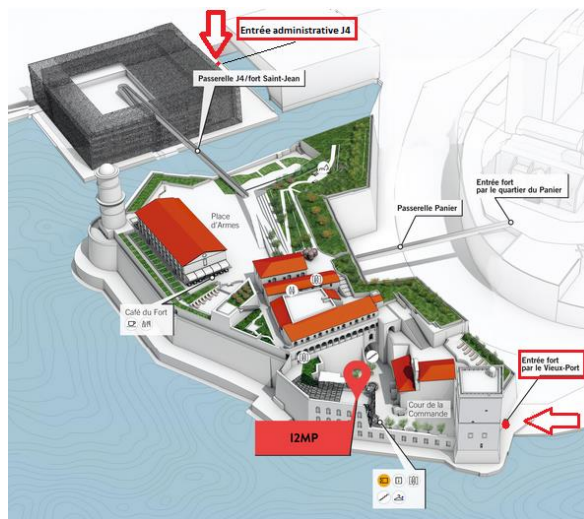 Entrée administrative J4
Passerelle J4/fort Saint-Jean
Entrée fort
par le quartier du Panier
Passerelle Panier
Place
d'Armes
Café du Fort
Entrée fort
par le Vieux-Port
Cour de la
Commande
I2MP